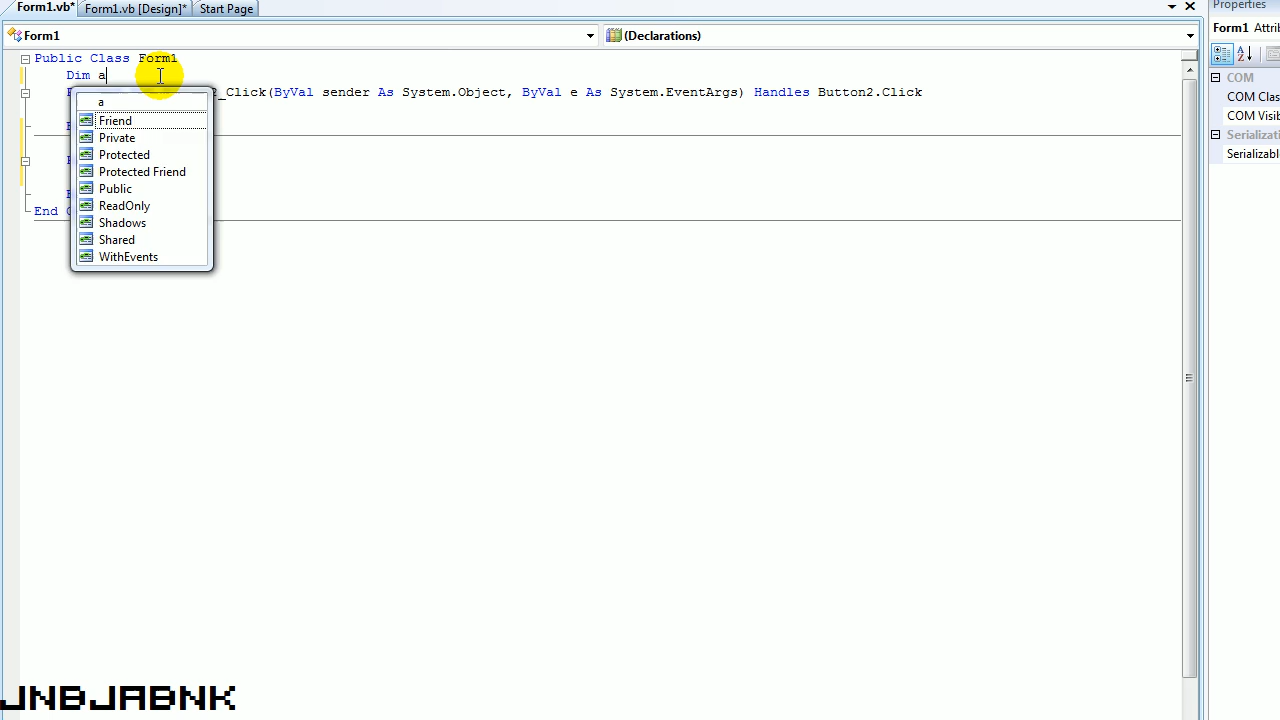 Form1.vb* Form1.vb [Design]* Start Page
Properties
Form1 (Declarations)
Form1 Attri
Public Class Form1
Dim a
_Click(ByVal sender As System.Object, ByVal e As System.EventArgs) Handles Button2.Click
a
Friend
Private
Protected
Protected Friend
Public
ReadOnly
Shadows
Shared
WithEvents
End
COM
COM Class
COM Visib
Serializati
Serializabl
JNBJABNK